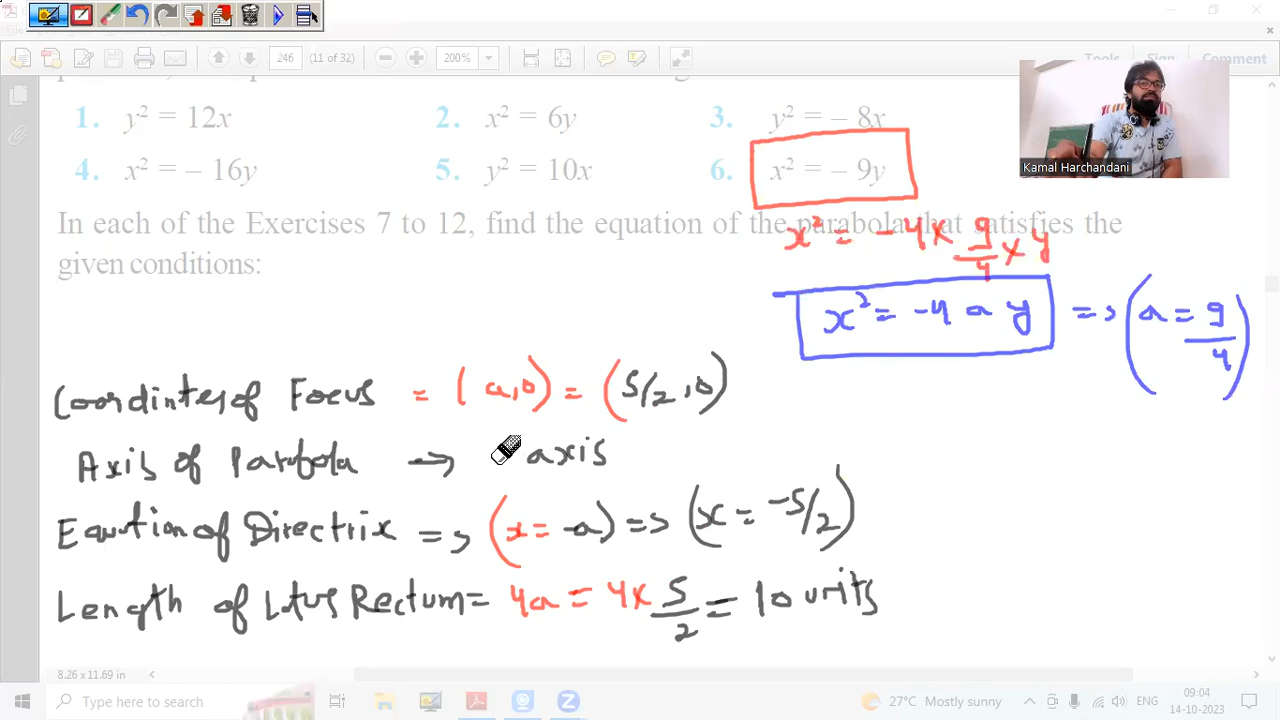 246 (11 of 32) 200% Tools Sign Comment
1. y² = 12x 2. x² = 6y 3. y² = – 8x
4. x² = – 16y 5. y² = 10x 6. x² = – 9y
Kamal Harchandani
In each of the Exercises 7 to 12, find the equation of the parabola that satisfies the
given conditions:
x² = -4 × 9/4 × y
x² = -4 a y => (a = 9/4)
Coordintes of Focus = (a,0) = (5/2, 0)
Axis of Parabola → axis
Equation of Directrix => (x = -a) => (x = -5/2)
Length of Latus Rectum = 4a = 4× 5/2 = 10 units
8.26 x 11.69 in
Type here to search 27°C Mostly sunny ENG 09:04
14-10-2023